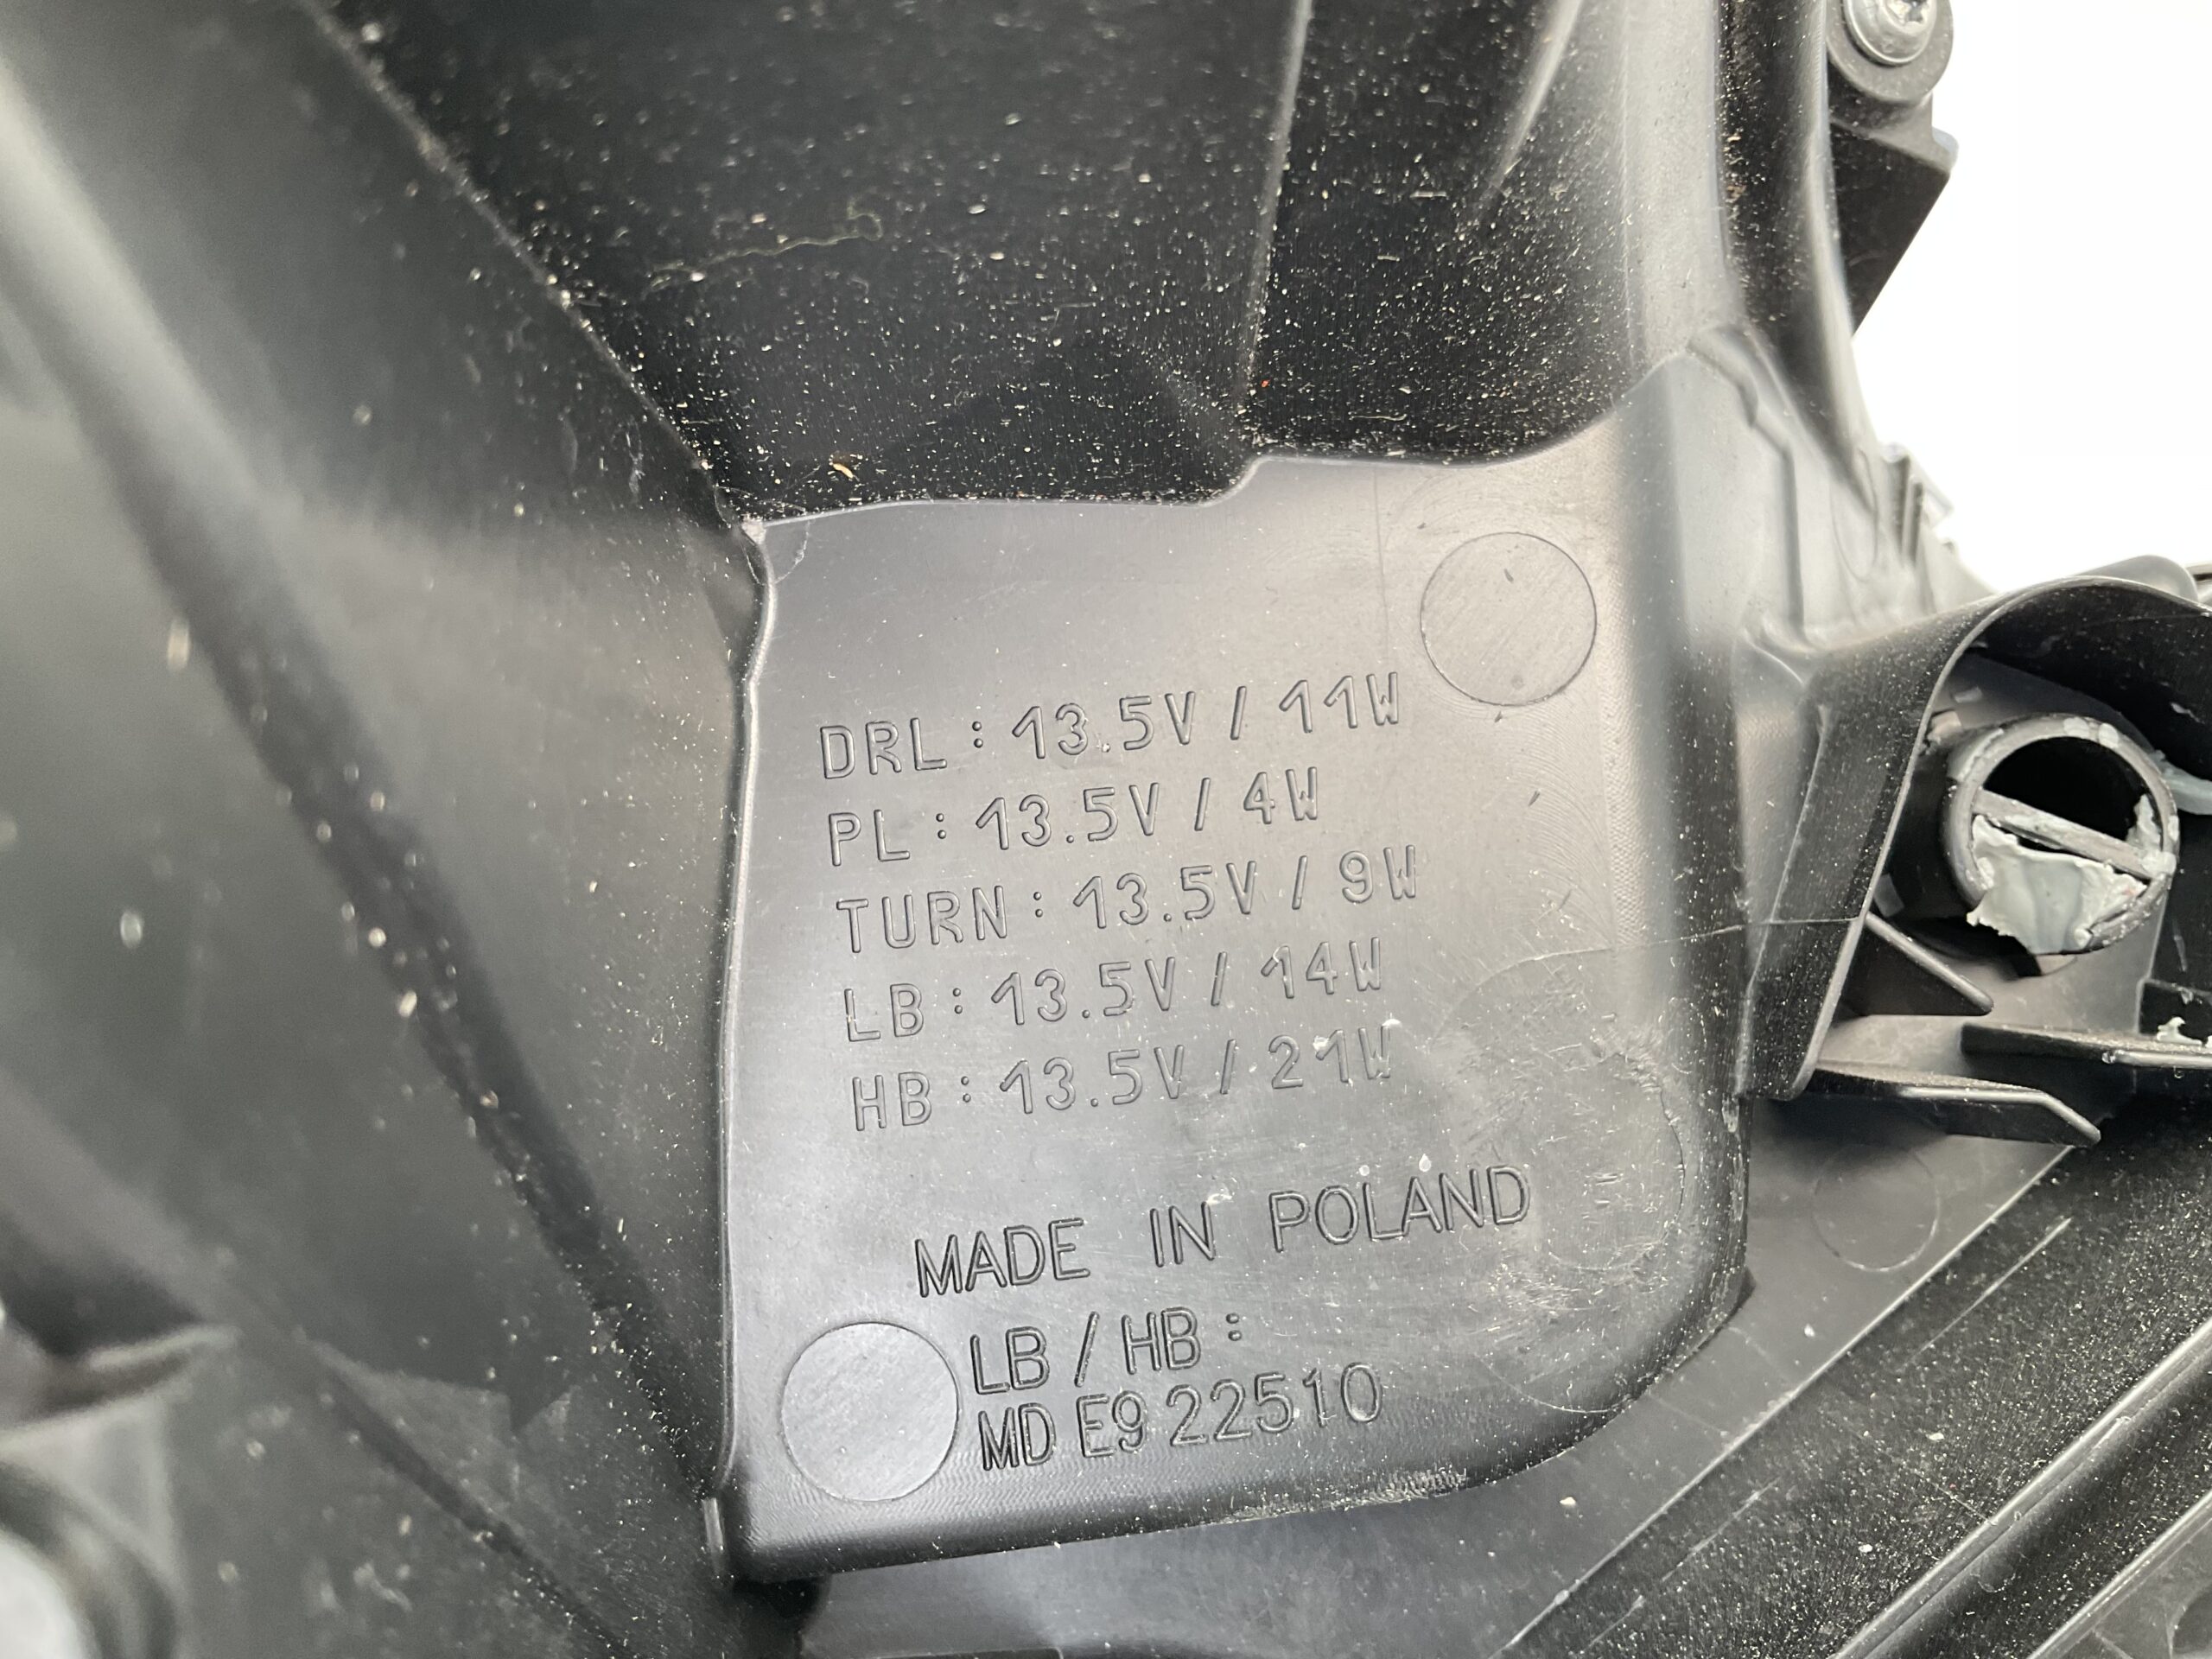 DRL : 13.5V / 11W
PL : 13.5V / 4W
TURN : 13.5V / 9W
LB : 13.5V / 14W
HB : 13.5V / 21W
MADE IN POLAND
LB / HB :
MD E9 22510